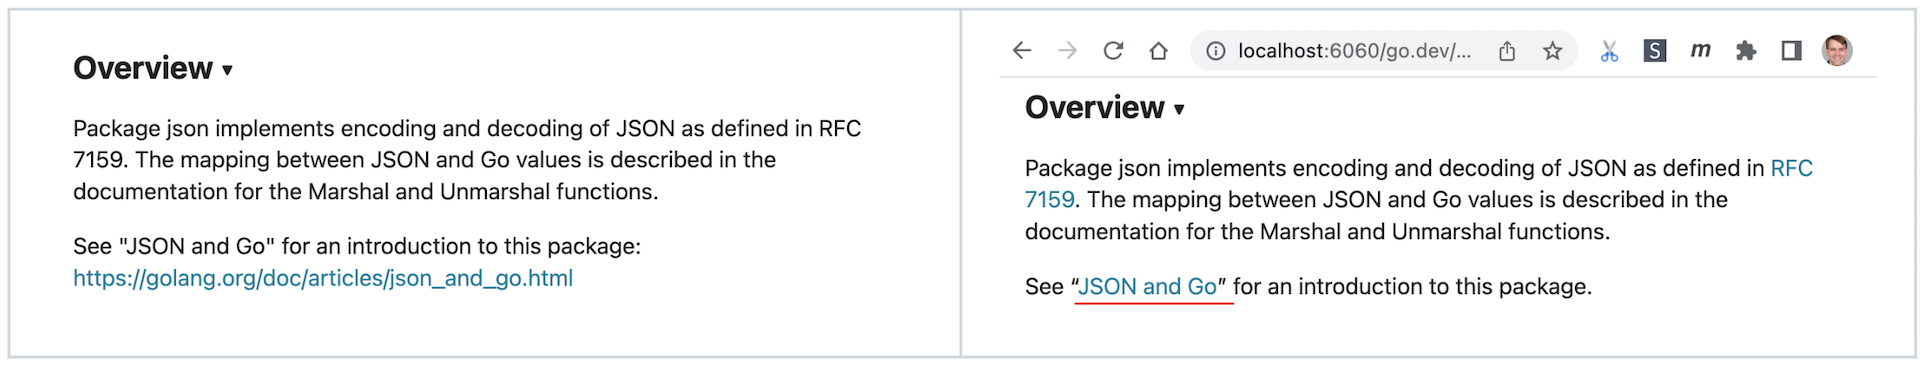 Overview ▾
Package json implements encoding and decoding of JSON as defined in RFC
7159. The mapping between JSON and Go values is described in the
documentation for the Marshal and Unmarshal functions.
See "JSON and Go" for an introduction to this package:
https://golang.org/doc/articles/json_and_go.html
localhost:6060/go.dev/...
S
m
Overview ▾
Package json implements encoding and decoding of JSON as defined in RFC
7159. The mapping between JSON and Go values is described in the
documentation for the Marshal and Unmarshal functions.
See “JSON and Go” for an introduction to this package.